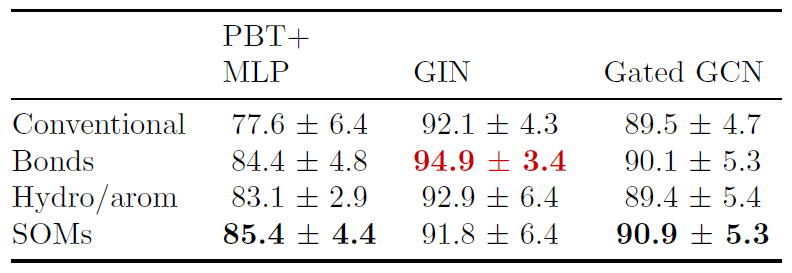 PBT+
MLP GIN Gated GCN
Conventional 77.6 ± 6.4 92.1 ± 4.3 89.5 ± 4.7
Bonds 84.4 ± 4.8 94.9 ± 3.4 90.1 ± 5.3
Hydro/arom 83.1 ± 2.9 92.9 ± 6.4 89.4 ± 5.4
SOMs 85.4 ± 4.4 91.8 ± 6.4 90.9 ± 5.3